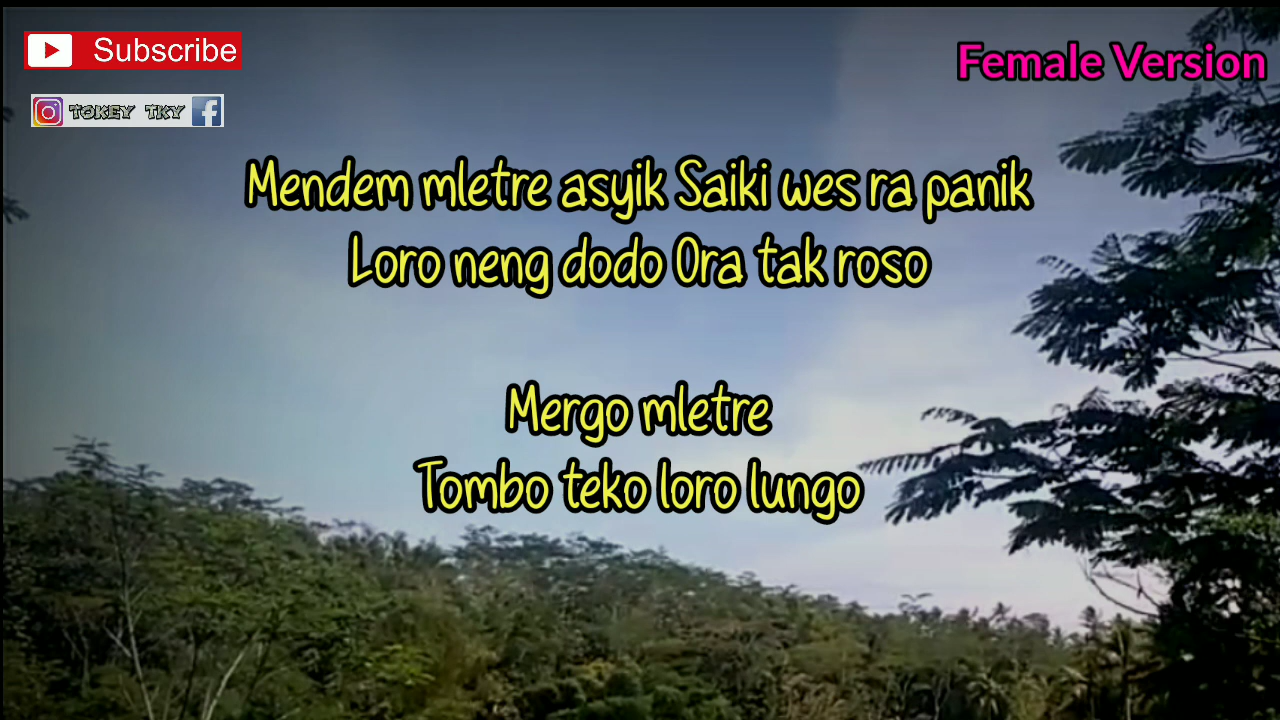 Subscribe
Female Version
TOKEY TKY
Mendem mletre asyik Saiki wes ra panik
Loro neng dodo Ora tak roso
Mergo mletre
Tombo teko loro lungo